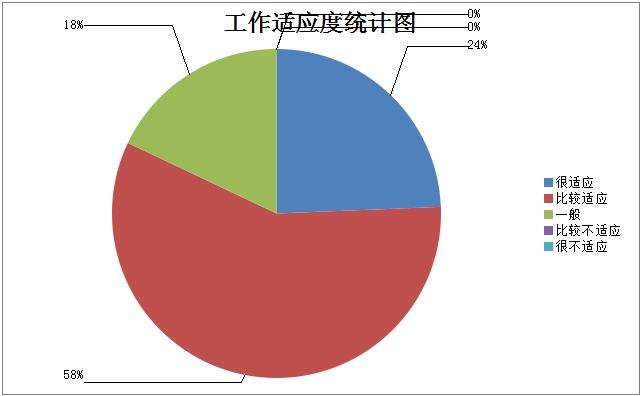 工作适应度统计图
18%
0%
0%
24%
58%
很适应
比较适应
一般
比较不适应
很不适应